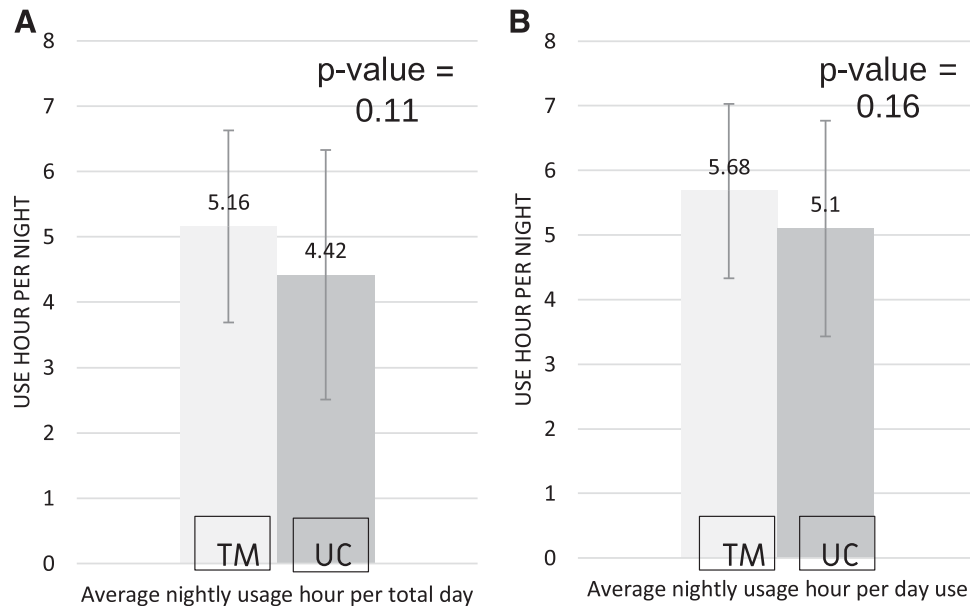 A
8
7
6
5
4
3
2
1
0
USE HOUR PER NIGHT
p-value =
0.11
5.16
4.42
TM
UC
Average nightly usage hour per total day
B
8
7
6
5
4
3
2
1
0
USE HOUR PER NIGHT
p-value =
0.16
5.68
5.1
TM
UC
Average nightly usage hour per day use